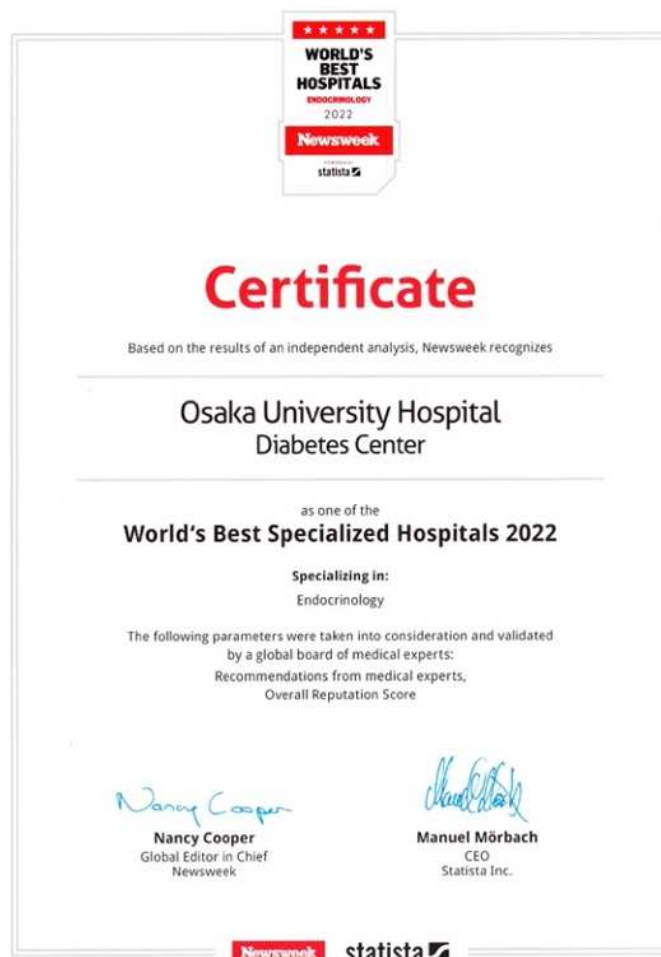 WORLD'S
BEST
HOSPITALS
ENDOCRINOLOGY
2022
Newsweek
POWERED BY
statista
Certificate
Based on the results of an independent analysis, Newsweek recognizes
Osaka University Hospital
Diabetes Center
as one of the
World's Best Specialized Hospitals 2022
Specializing in:
Endocrinology
The following parameters were taken into consideration and validated
by a global board of medical experts:
Recommendations from medical experts,
Overall Reputation Score
Nancy Cooper
Nancy Cooper
Global Editor in Chief
Newsweek
Manuel Mörbach
CEO
Statista Inc.
Newsweek statista